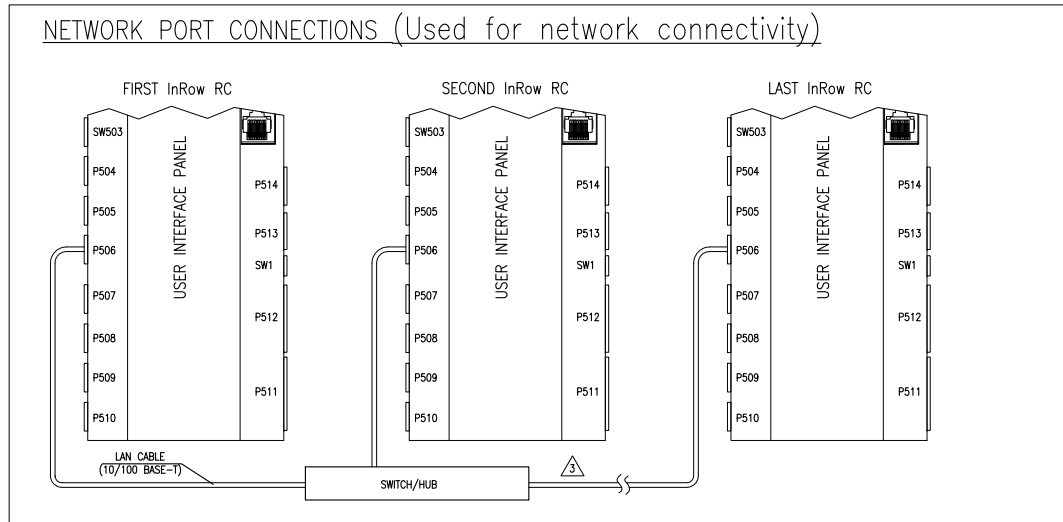 NETWORK PORT CONNECTIONS (Used for network connectivity)
FIRST InRow RC
SW503
P504
P505
P506
P507
P508
P509
P510
USER INTERFACE PANEL
P514
P513
SW1
P512
P511
SECOND InRow RC
SW503
P504
P505
P506
P507
P508
P509
P510
USER INTERFACE PANEL
P514
P513
SW1
P512
P511
LAST InRow RC
SW503
P504
P505
P506
P507
P508
P509
P510
USER INTERFACE PANEL
P514
P513
SW1
P512
P511
LAN CABLE
(10/100 BASE-T)
SWITCH/HUB
3